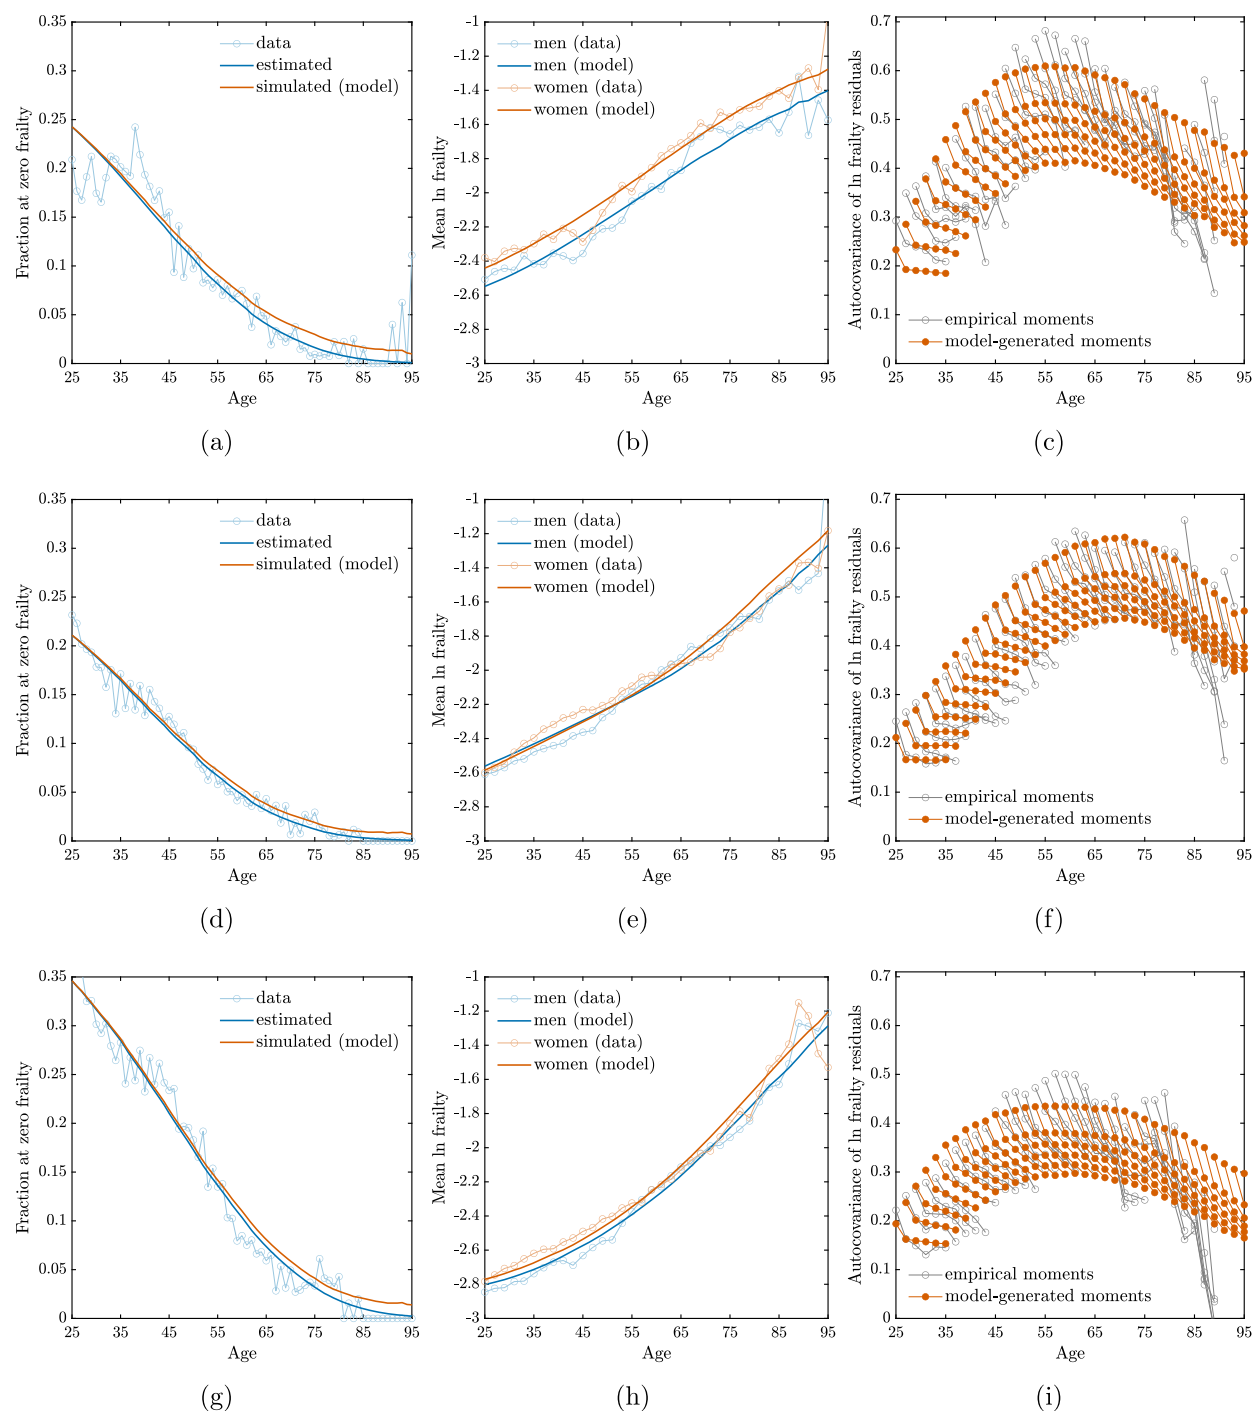 0.35
0.3
0.25
0.2
0.15
0.1
0.05
0
25 35 45 55 65 75 85 95
Fraction at zero frailty
Age
data
estimated
simulated (model)
(a)
-1
-1.2
-1.4
-1.6
-1.8
-2
-2.2
-2.4
-2.6
-2.8
-3
25 35 45 55 65 75 85 95
Mean ln frailty
Age
men (data)
men (model)
women (data)
women (model)
(b)
0.7
0.6
0.5
0.4
0.3
0.2
0.1
0
25 35 45 55 65 75 85 95
Autocovariance of ln frailty residuals
Age
empirical moments
model-generated moments
(c)
0.35
0.3
0.25
0.2
0.15
0.1
0.05
0
25 35 45 55 65 75 85 95
Fraction at zero frailty
Age
data
estimated
simulated (model)
(d)
-1
-1.2
-1.4
-1.6
-1.8
-2
-2.2
-2.4
-2.6
-2.8
-3
25 35 45 55 65 75 85 95
Mean ln frailty
Age
men (data)
men (model)
women (data)
women (model)
(e)
0.7
0.6
0.5
0.4
0.3
0.2
0.1
0
25 35 45 55 65 75 85 95
Autocovariance of ln frailty residuals
Age
empirical moments
model-generated moments
(f)
0.35
0.3
0.25
0.2
0.15
0.1
0.05
0
25 35 45 55 65 75 85 95
Fraction at zero frailty
Age
data
estimated
simulated (model)
(g)
-1
-1.2
-1.4
-1.6
-1.8
-2
-2.2
-2.4
-2.6
-2.8
-3
25 35 45 55 65 75 85 95
Mean ln frailty
Age
men (data)
men (model)
women (data)
women (model)
(h)
0.7
0.6
0.5
0.4
0.3
0.2
0.1
0
25 35 45 55 65 75 85 95
Autocovariance of ln frailty residuals
Age
empirical moments
model-generated moments
(i)